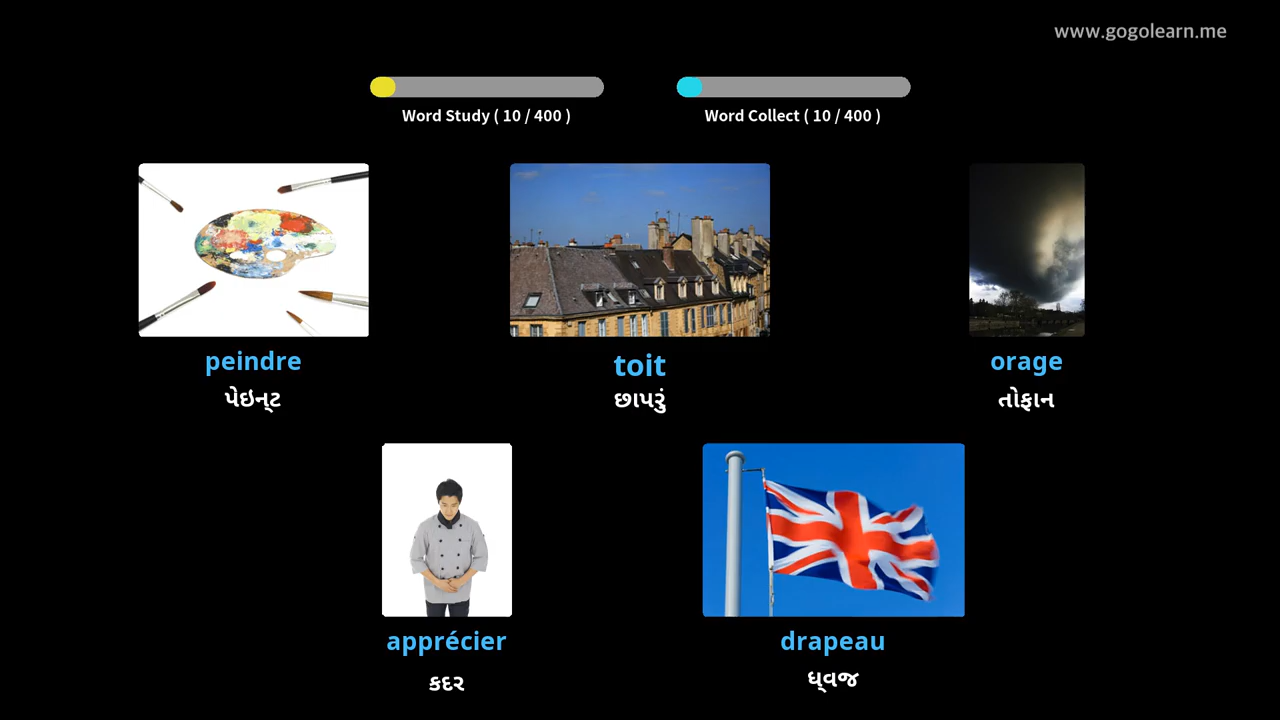 www.gogolearn.me
Word Study ( 10 / 400 )
Word Collect ( 10 / 400 )
peindre
પેઇન્ટ
toit
છાપરું
orage
તોફાન
apprécier
કદર
drapeau
ધ્વજ